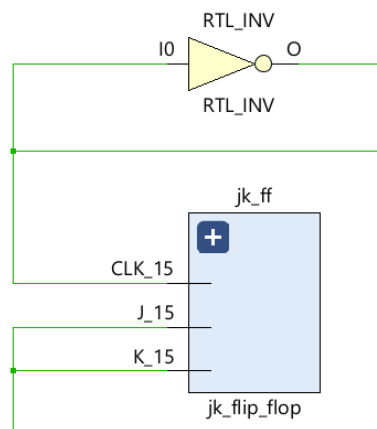 RTL_INV
I0
O
RTL_INV
jk_ff
CLK_15
J_15
K_15
jk_flip_flop